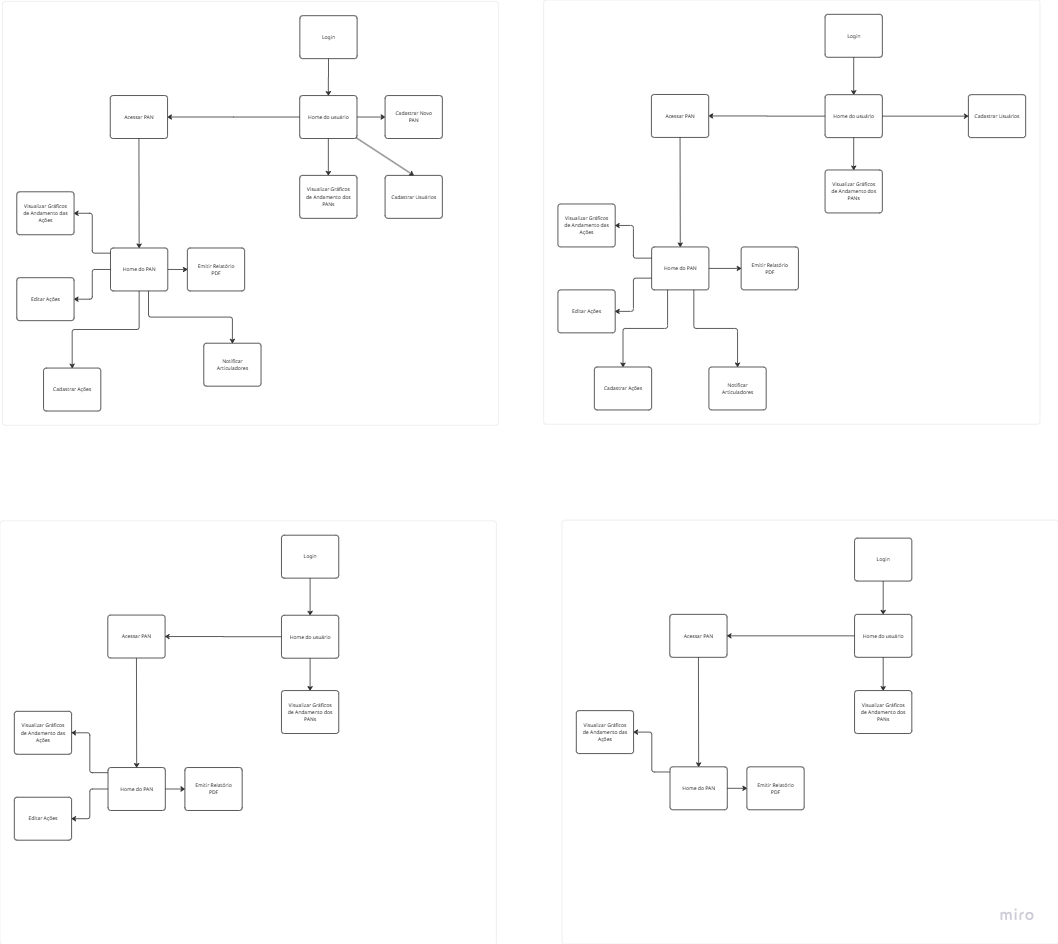 Login
Acessar PAN
Home do usuário
Cadastrar Novo
PAN
Visualizar Gráficos
de Andamento das
Ações
Visualizar Gráficos
de Andamento dos
PANs
Cadastrar Usuários
Home do PAN
Emitir Relatório
PDF
Editar Ações
Notificar
Articuladores
Cadastrar Ações
Login
Acessar PAN
Home do usuário
Cadastrar Usuários
Visualizar Gráficos
de Andamento dos
PANs
Visualizar Gráficos
de Andamento das
Ações
Home do PAN
Emitir Relatório
PDF
Editar Ações
Cadastrar Ações
Notificar
Articuladores
Login
Acessar PAN
Home do usuário
Visualizar Gráficos
de Andamento dos
PANs
Visualizar Gráficos
de Andamento das
Ações
Home do PAN
Emitir Relatório
PDF
Editar Ações
Login
Acessar PAN
Home do usuário
Visualizar Gráficos
de Andamento dos
PANs
Visualizar Gráficos
de Andamento das
Ações
Home do PAN
Emitir Relatório
PDF
miro